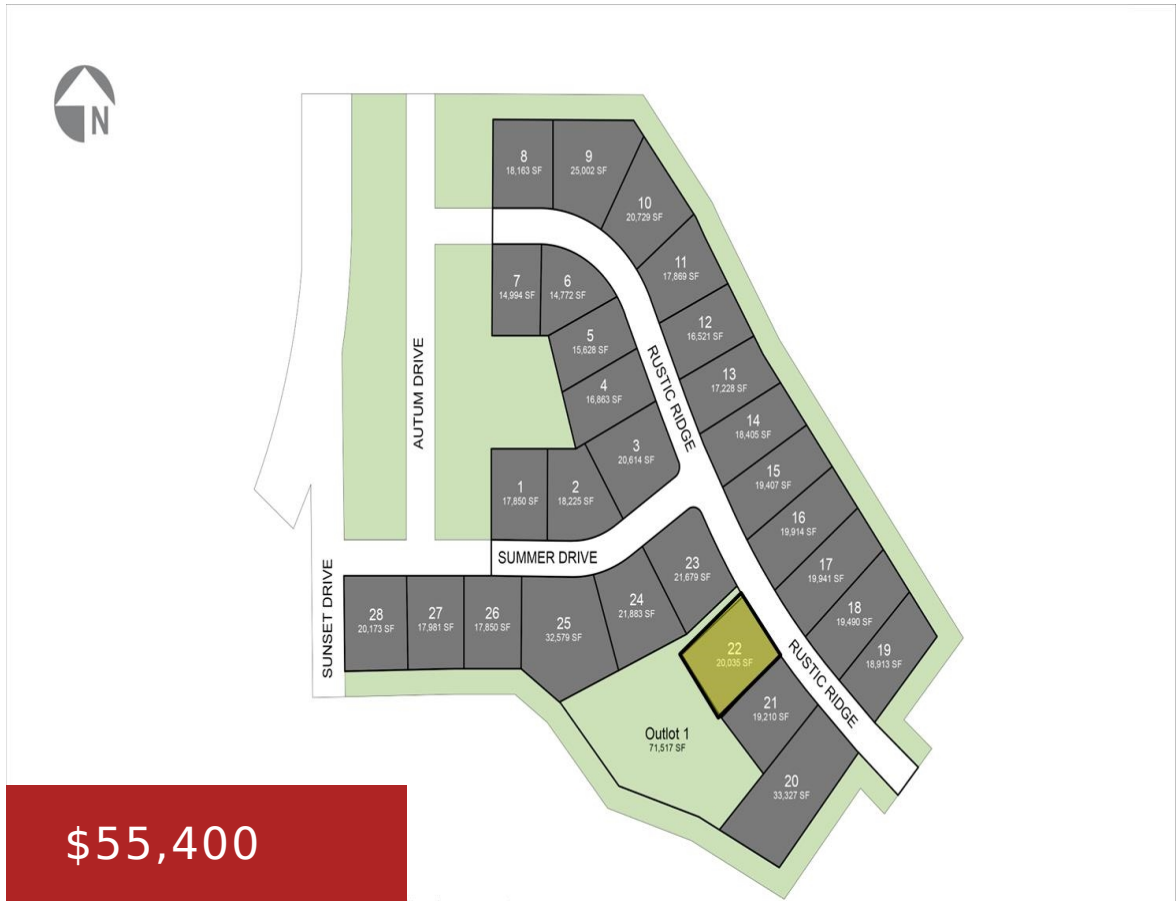 N
8
18,163 SF
9
25,002 SF
10
20,729 SF
11
17,869 SF
7
14,994 SF
6
14,772 SF
12
16,521 SF
5
15,628 SF
13
17,228 SF
4
16,863 SF
AUTUM DRIVE
RUSTIC RIDGE
14
18,405 SF
3
20,614 SF
15
19,407 SF
1
17,850 SF
2
18,225 SF
16
19,914 SF
SUMMER DRIVE
17
19,941 SF
23
21,679 SF
SUNSET DRIVE
28
20,173 SF
27
17,981 SF
26
17,850 SF
25
32,579 SF
24
21,883 SF
18
19,490 SF
22
20,035 SF
19
18,913 SF
RUSTIC RIDGE
21
19,210 SF
Outlot 1
71,517 SF
20
33,327 SF
$55,400